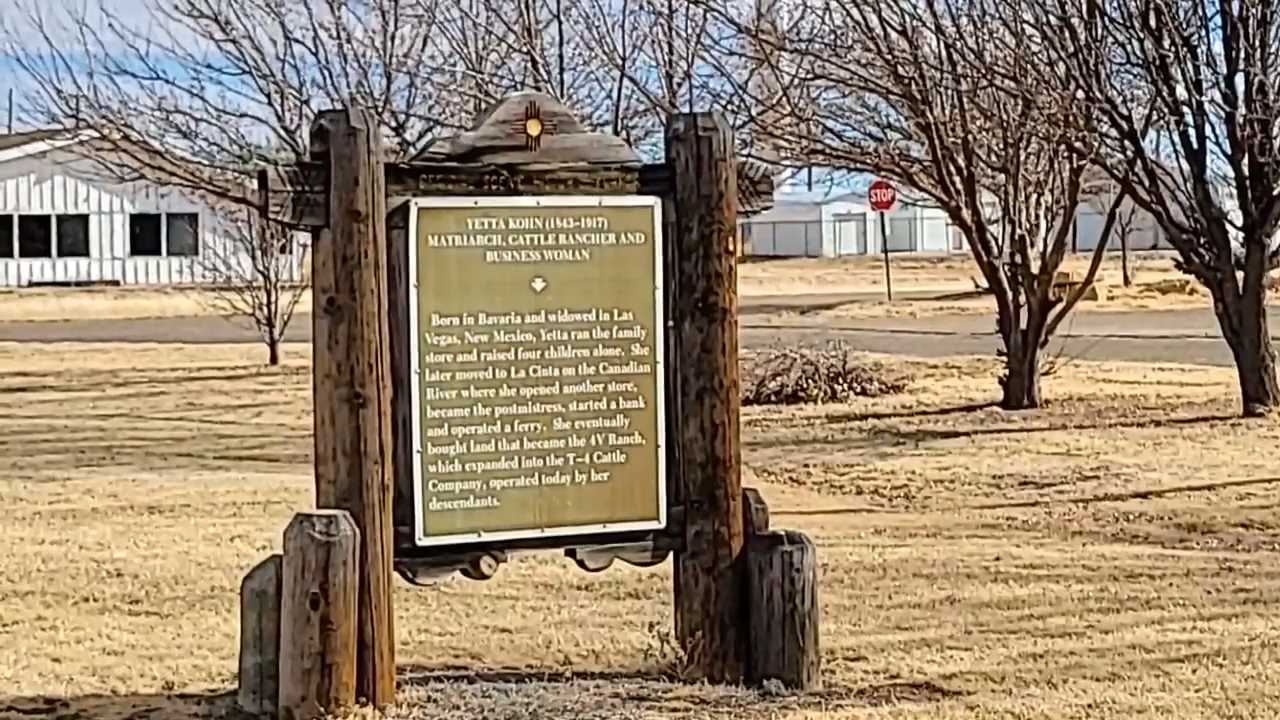 YETTA KOHN (1843-1917)
MATRIARCH, CATTLE RANCHER AND
BUSINESS WOMAN
Born in Bavaria and widowed in Las
Vegas, New Mexico, Yetta ran the family
store and raised four children alone. She
later moved to La Cinta on the Canadian
River where she opened another store,
became the postmistress, started a bank
and operated a ferry. She eventually
bought land that became the 4V Ranch,
which expanded into the T-4 Cattle
Company, operated today by her
descendants.
STOP